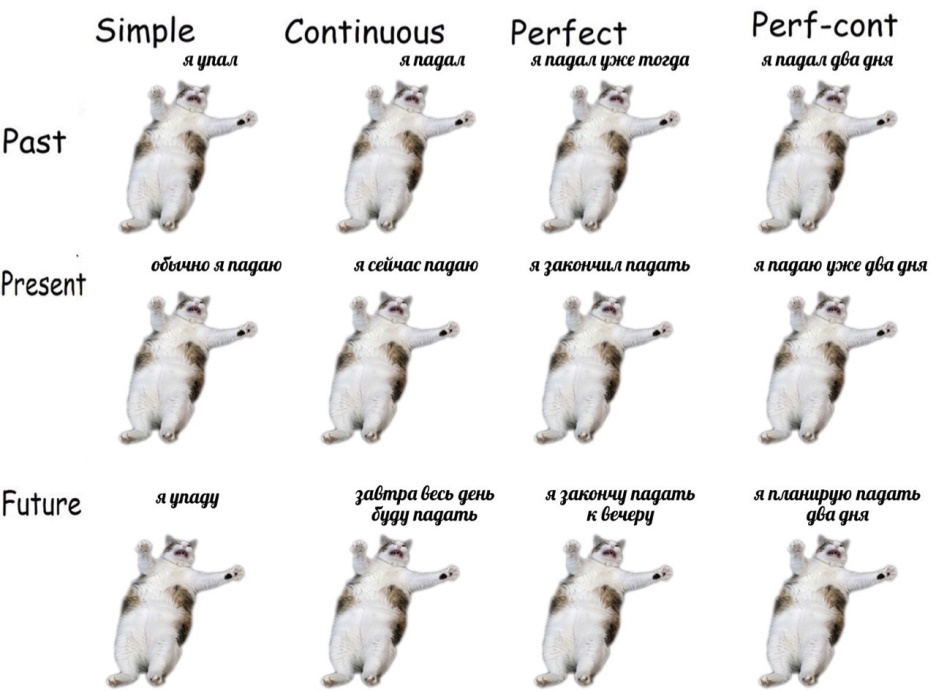 Simple
Continuous
Perfect
Perf-cont
я упал
я падал
я падал уже тогда
я падал два дня
Past
обычно я падаю
я сейчас падаю
я закончил падать
я падаю уже два дня
Present
Future
я упаду
завтра весь день
буду падать
я закончу падать
к вечеру
я планирую падать
два дня